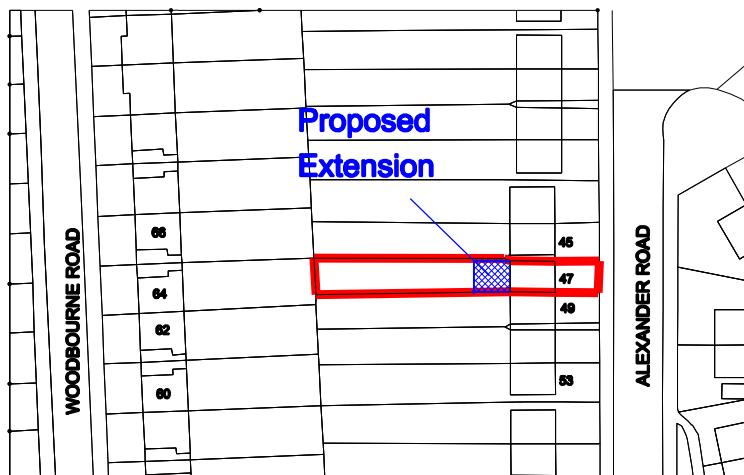 Proposed
Extension
WOODBOURNE ROAD
66
64
62
60
45
47
49
53
ALEXANDER ROAD